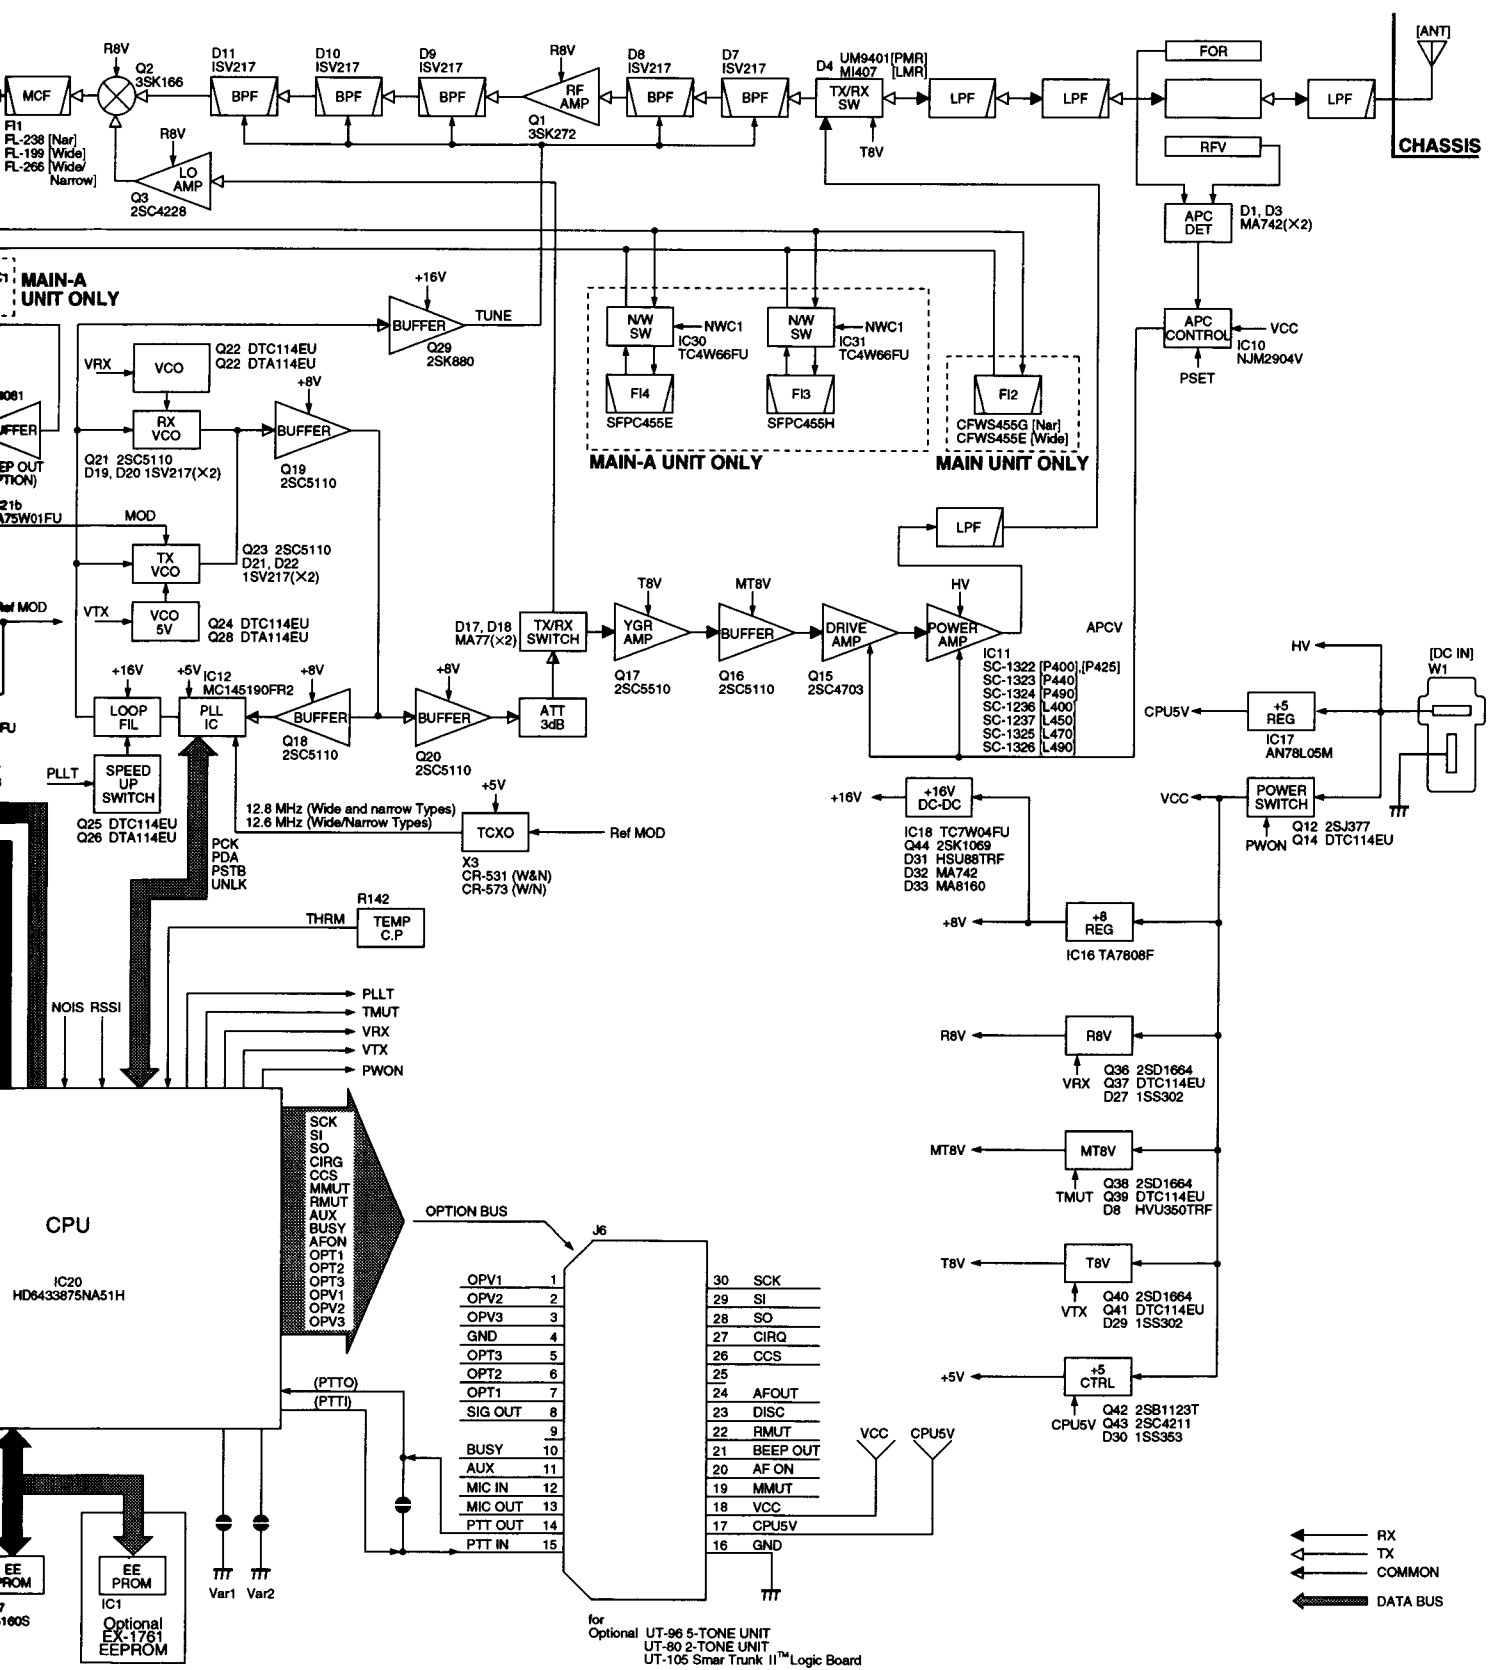 R8V
Q2
3SK166
D11
ISV217
D10
ISV217
D9
ISV217
R8V
D8
ISV217
D7
ISV217
D4
UM9401[PMR]
MI407 [LMR]
FOR
[ANT]
MCF
BPF
BPF
BPF
RF
AMP
BPF
BPF
TX/RX
SW
LPF
LPF
LPF
FI1
FL-238 [Nar]
FL-199 [Wide]
FL-266 [Wide/
Narrow]
R8V
Q1
3SK272
T8V
RFV
CHASSIS
LO
AMP
Q3
2SC4228
APC
DET
D1, D3
MA742(×2)
MAIN-A
UNIT ONLY
+16V
BUFFER
TUNE
Q29
2SK880
N/W
SW
NWC1
IC30
TC4W66FU
N/W
SW
NWC1
IC31
TC4W66FU
APC
CONTROL
VCC
IC10
NJM2904V
PSET
VRX
VCO
Q22 DTC114EU
Q22 DTA114EU
+8V
FI4
SFPC455E
FI3
SFPC455H
FI2
CFWS455G [Nar]
CFWS455E [Wide]
RX
VCO
BUFFER
Q21 2SC5110
D19, D20 1SV217(×2)
Q19
2SC5110
MAIN-A UNIT ONLY
MAIN UNIT ONLY
MOD
LPF
TX
VCO
Q23 2SC5110
D21, D22
1SV217(×2)
VTX
VCO
5V
Q24 DTC114EU
Q28 DTA114EU
D17, D18
MA77(×2)
TX/RX
SWITCH
T8V
YGR
AMP
Q17
2SC5510
MT8V
BUFFER
Q16
2SC5110
DRIVE
AMP
Q15
2SC4703
HV
POWER
AMP
APCV
IC11
SC-1322 [P400],[P425]
SC-1323 [P440]
SC-1324 [P490]
SC-1236 [L400]
SC-1237 [L450]
SC-1325 [L470]
SC-1326 [L490]
HV
[DC IN]
W1
+16V
+5V
IC12
MC145190FR2
+8V
+8V
LOOP
FIL
PLL
IC
BUFFER
Q18
2SC5110
BUFFER
Q20
2SC5110
ATT
3dB
CPU5V
+5
REG
IC17
AN78L05M
PLLT
SPEED
UP
SWITCH
Q25 DTC114EU
Q26 DTA114EU
12.8 MHz (Wide and narrow Types)
12.6 MHz (Wide/Narrow Types)
+5V
TCXO
Ref MOD
X3
CR-531 (W&N)
CR-573 (W/N)
+16V
+16V
DC-DC
IC18 TC7W04FU
Q44 2SK1069
D31 HSU88TRF
D32 MA742
D33 MA8160
VCC
POWER
SWITCH
PWON
Q12 2SJ377
Q14 DTC114EU
PCK
PDA
PSTB
UNLK
R142
THRM
TEMP
C.P
+8V
+8
REG
IC16 TA7808F
NOIS RSSI
PLLT
TMUT
VRX
VTX
PWON
R8V
R8V
VRX
Q36 2SD1664
Q37 DTC114EU
D27 1SS302
SCK
SI
SO
CIRG
CCS
MMUT
RMUT
AUX
BUSY
AFON
OPT1
OPT2
OPT3
OPV1
OPV2
OPV3
MT8V
MT8V
TMUT
Q38 2SD1664
Q39 DTC114EU
D8 HVU350TRF
CPU
IC20
HD6433875NA51H
OPTION BUS
J6
T8V
T8V
VTX
Q40 2SD1664
Q41 DTC114EU
D29 1SS302
OPV1 1
OPV2 2
OPV3 3
GND 4
OPT3 5
OPT2 6
OPT1 7
SIG OUT 8
9
BUSY 10
AUX 11
MIC IN 12
MIC OUT 13
PTT OUT 14
PTT IN 15
30 SCK
29 SI
28 SO
27 CIRQ
26 CCS
25
24 AFOUT
23 DISC
22 RMUT
21 BEEP OUT
20 AF ON
19 MMUT
18 VCC
17 CPU5V
16 GND
+5V
+5
CTRL
CPU5V
Q42 2SB1123T
Q43 2SC4211
D30 1SS353
(PTTO)
(PTTI)
VCC
CPU5V
Var1 Var2
EE
PROM
IC1
Optional
EX-1761
EEPROM
RX
TX
COMMON
DATA BUS
for
Optional UT-96 5-TONE UNIT
UT-80 2-TONE UNIT
UT-105 Smar Trunk II™ Logic Board